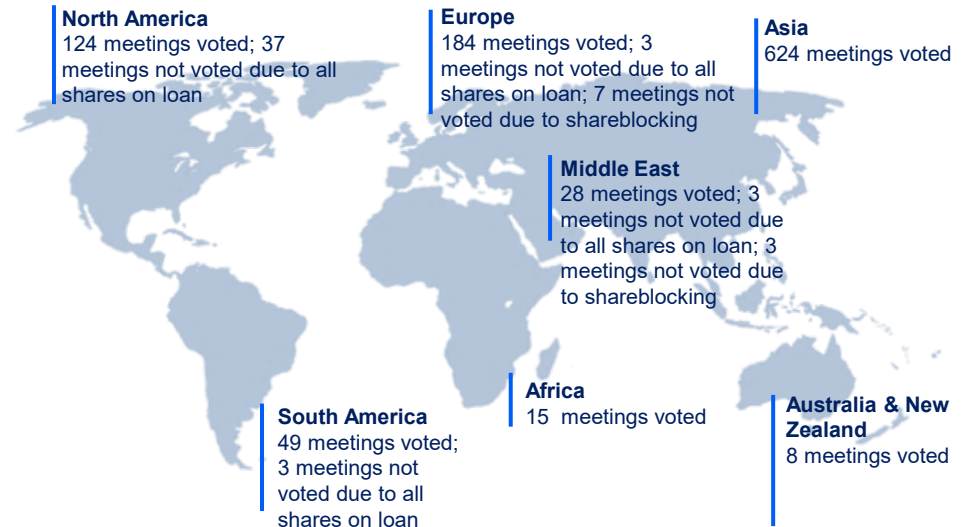 North America
124 meetings voted; 37
meetings not voted due to all
shares on loan
Europe
184 meetings voted; 3
meetings not voted due to all
shares on loan; 7 meetings not
voted due to shareblocking
Asia
624 meetings voted
Middle East
28 meetings voted; 3
meetings not voted due
to all shares on loan; 3
meetings not voted due
to shareblocking
Africa
15 meetings voted
South America
49 meetings voted;
3 meetings not
voted due to all
shares on loan
Australia & New
Zealand
8 meetings voted